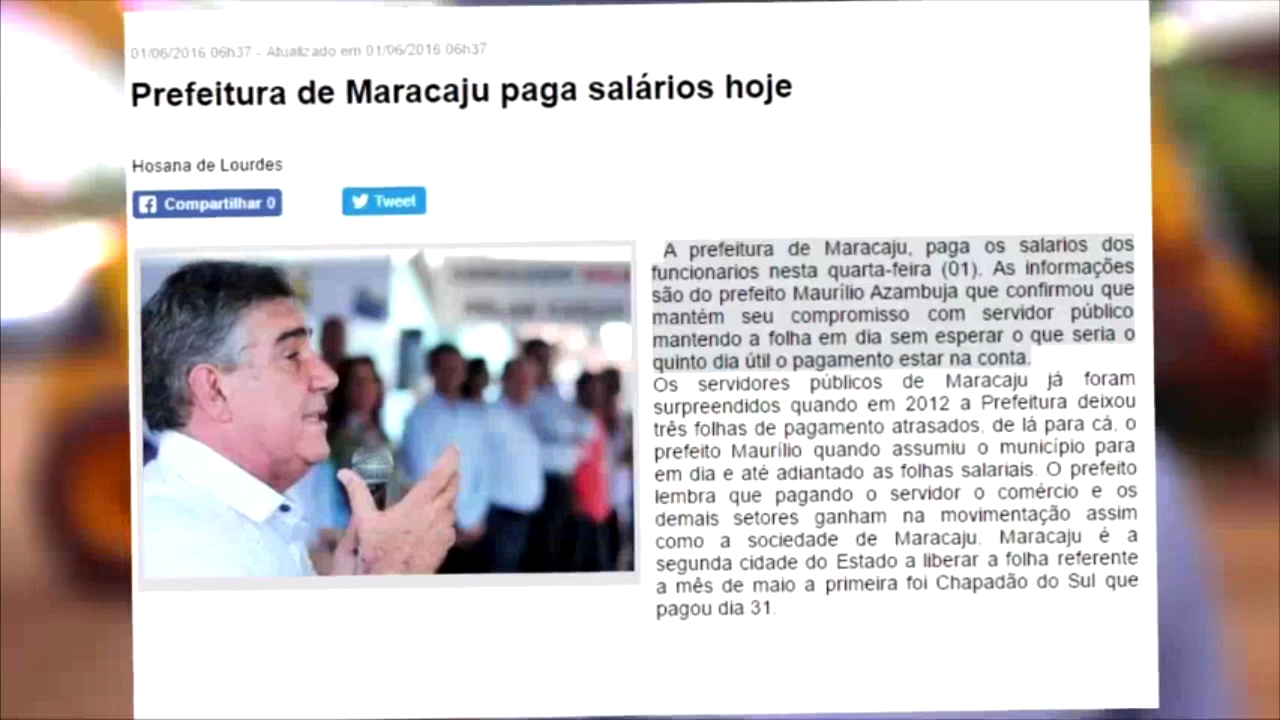 01/06/2016 06h37 - Atualizado em 01/06/2016 06h37
Prefeitura de Maracaju paga salários hoje
Hosana de Lourdes
Compartilhar 0
Tweet
A prefeitura de Maracaju, paga os salarios dos
funcionarios nesta quarta-feira (01). As informações
são do prefeito Maurílio Azambuja que confirmou que
mantém seu compromisso com servidor público
mantendo a folha em dia sem esperar o que seria o
quinto dia útil o pagamento estar na conta.
Os servidores públicos de Maracaju já foram
surpreendidos quando em 2012 a Prefeitura deixou
três folhas de pagamento atrasados, de lá para cá, o
prefeito Maurílio quando assumiu o município para
em dia e até adiantado as folhas salariais. O prefeito
lembra que pagando o servidor o comércio e os
demais setores ganham na movimentação assim
como a sociedade de Maracaju. Maracaju é a
segunda cidade do Estado a liberar a folha referente
a mês de maio a primeira foi Chapadão do Sul que
pagou dia 31.